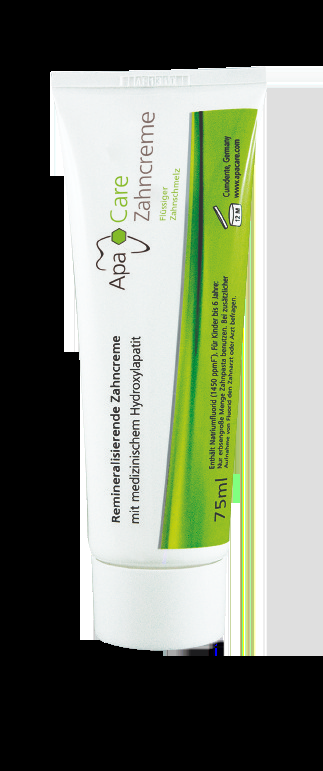 Apa Care
Zahncreme
Flüssiger
Zahnschmelz
Remineralisierende Zahncreme
mit medizinischem Hydroxylapatit
Cumdente, Germany
www.apacare.com
12 M
Enthält Natriumfluorid (1450 ppmF⁻). Für Kinder bis 6 Jahre:
Nur erbsengroße Menge Zahnpasta benutzen. Bei zusätzlicher
Aufnahme von Fluorid den Zahnarzt oder Arzt befragen.
75ml